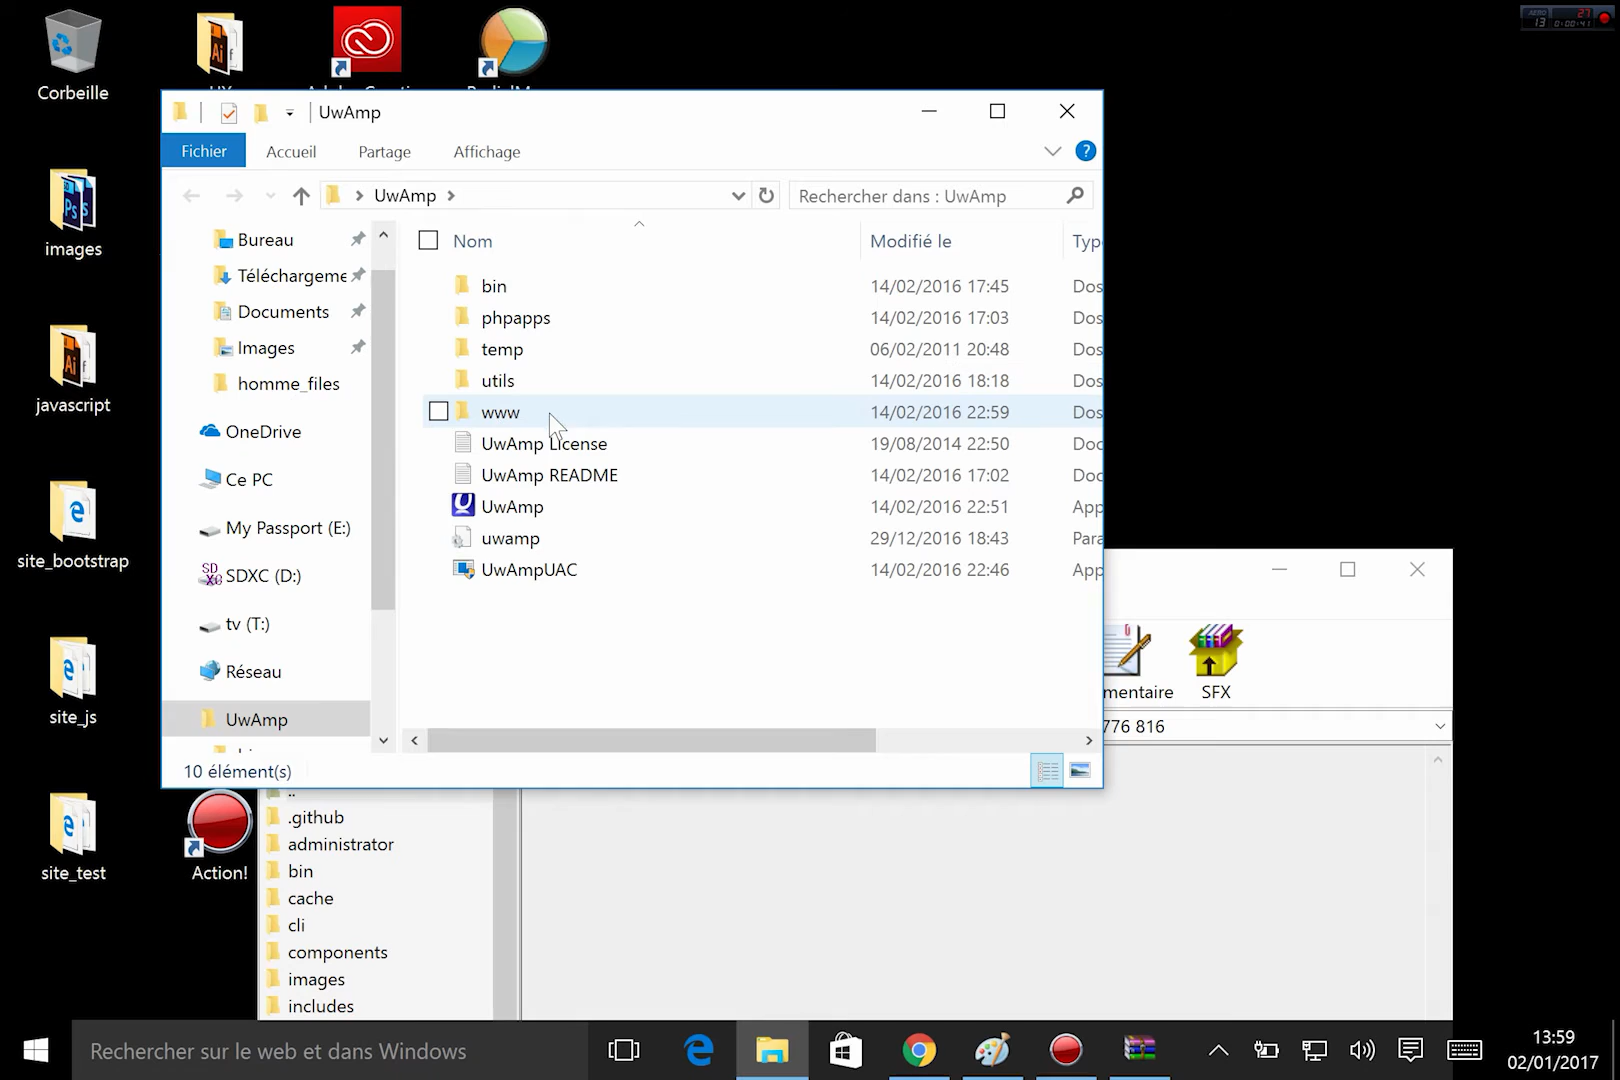 AERO 13 27 0:00:41
Corbeille
images
javascript
site_bootstrap
site_js
site_test
Action!
UwAmp
Fichier Accueil Partage Affichage ?
UwAmp
Rechercher dans : UwAmp
Bureau
Téléchargeme
Documents
Images
homme_files
OneDrive
Ce PC
My Passport (E:)
SDXC (D:)
tv (T:)
Réseau
UwAmp
Nom Modifié le Typ
bin 14/02/2016 17:45 Dos
phpapps 14/02/2016 17:03 Dos
temp 06/02/2011 20:48 Dos
utils 14/02/2016 18:18 Dos
www 14/02/2016 22:59 Dos
UwAmp License 19/08/2014 22:50 Doc
UwAmp README 14/02/2016 17:02 Doc
UwAmp 14/02/2016 22:51 App
uwamp 29/12/2016 18:43 Para
UwAmpUAC 14/02/2016 22:46 App
10 élément(s)
mentaire SFX
776 816
..
.github
administrator
bin
cache
cli
components
images
includes
Rechercher sur le web et dans Windows
13:59
02/01/2017